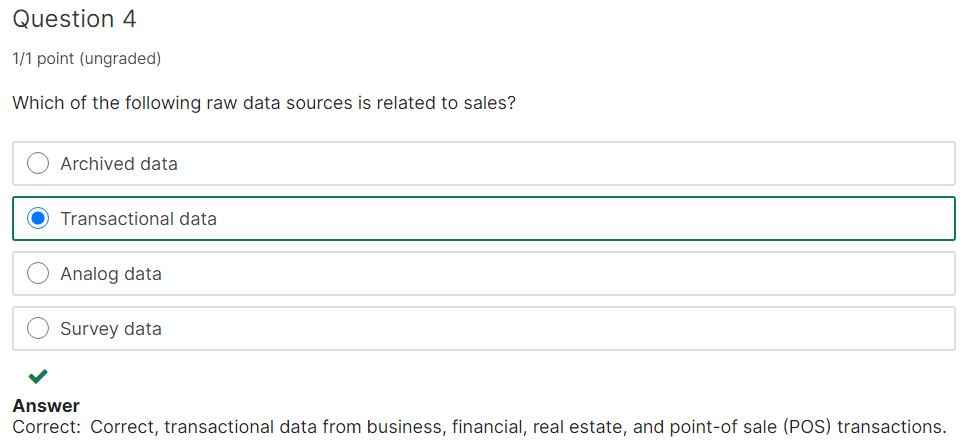 Question 4
1/1 point (ungraded)
Which of the following raw data sources is related to sales?
Archived data
Transactional data
Analog data
Survey data
Answer
Correct: Correct, transactional data from business, financial, real estate, and point-of sale (POS) transactions.